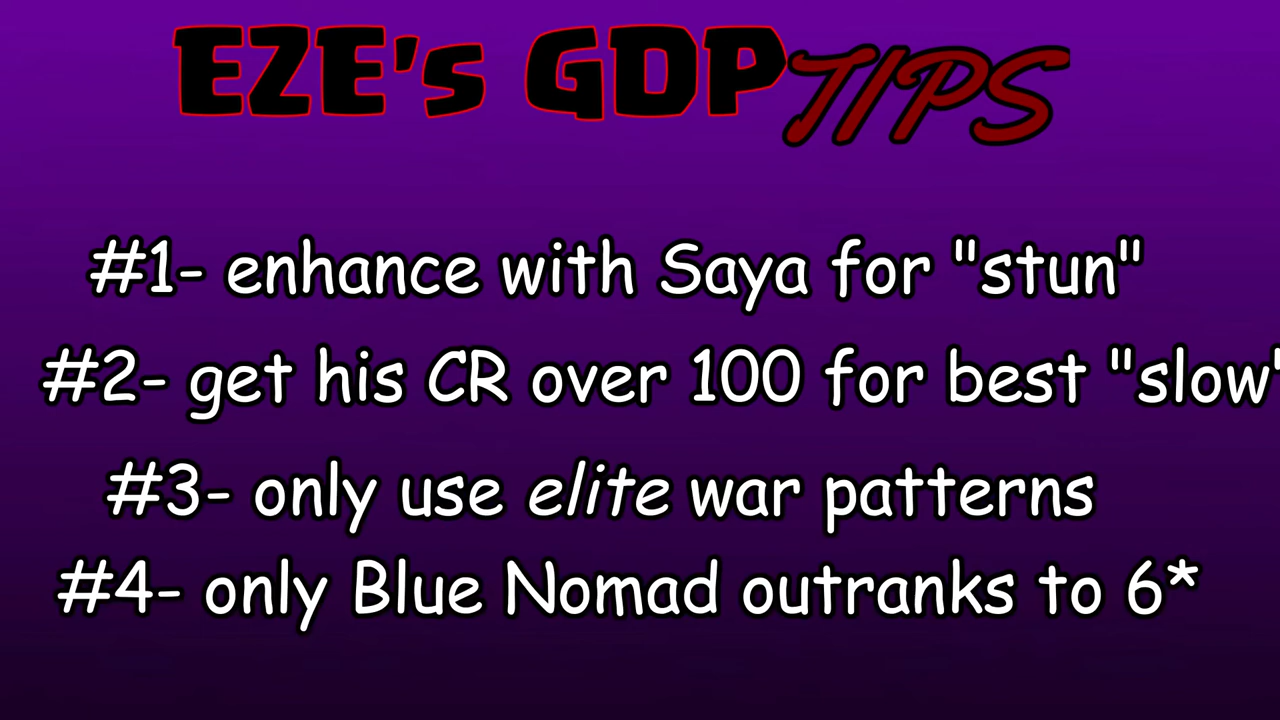 EZE's GDP TIPS
#1- enhance with Saya for "stun"
#2- get his CR over 100 for best "slow"
#3- only use elite war patterns
#4- only Blue Nomad outranks to 6*